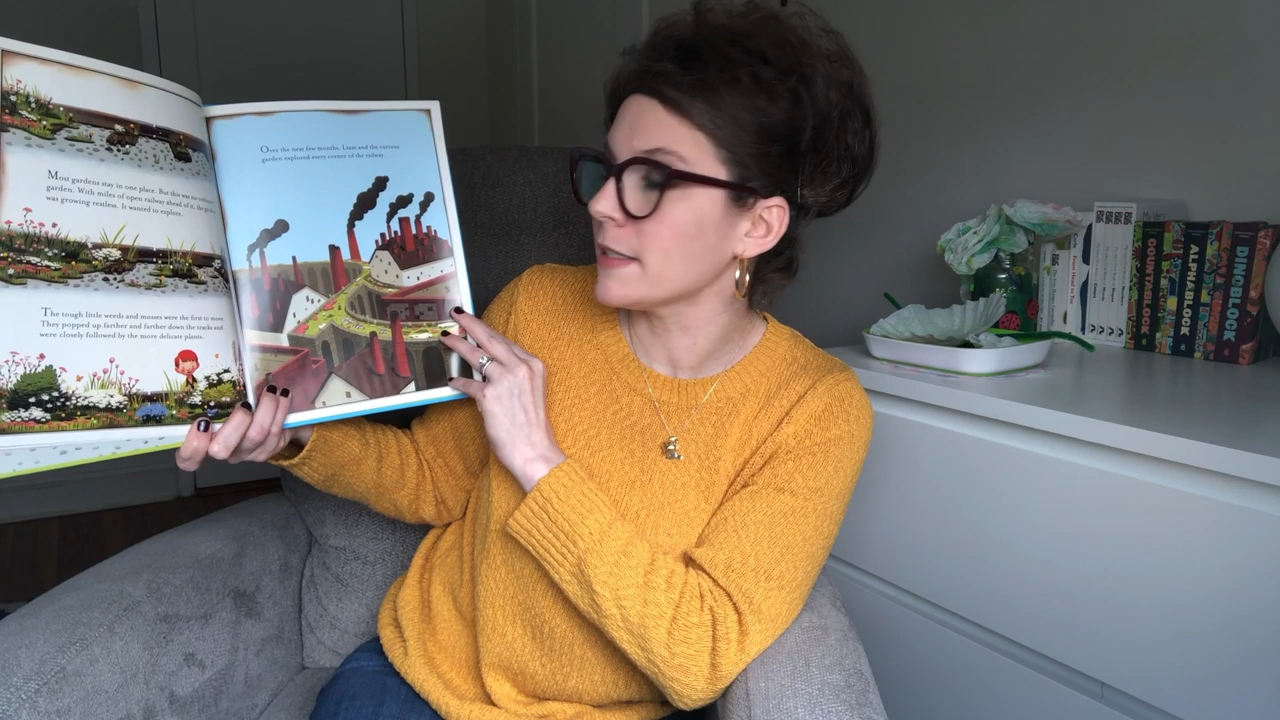 Most gardens stay in one place. But this was no
garden. With miles of open railway ahead of it, the
was growing restless. It wanted to explore.
The tough little weeds and mosses were the first to move.
They popped up farther and farther down the tracks and
were closely followed by the more delicate plants.
Over the next few months, Liam and the curious
garden explored every corner of the railway.
COUNTABLOCK
ALPHABLOCK
DINOBLOCK